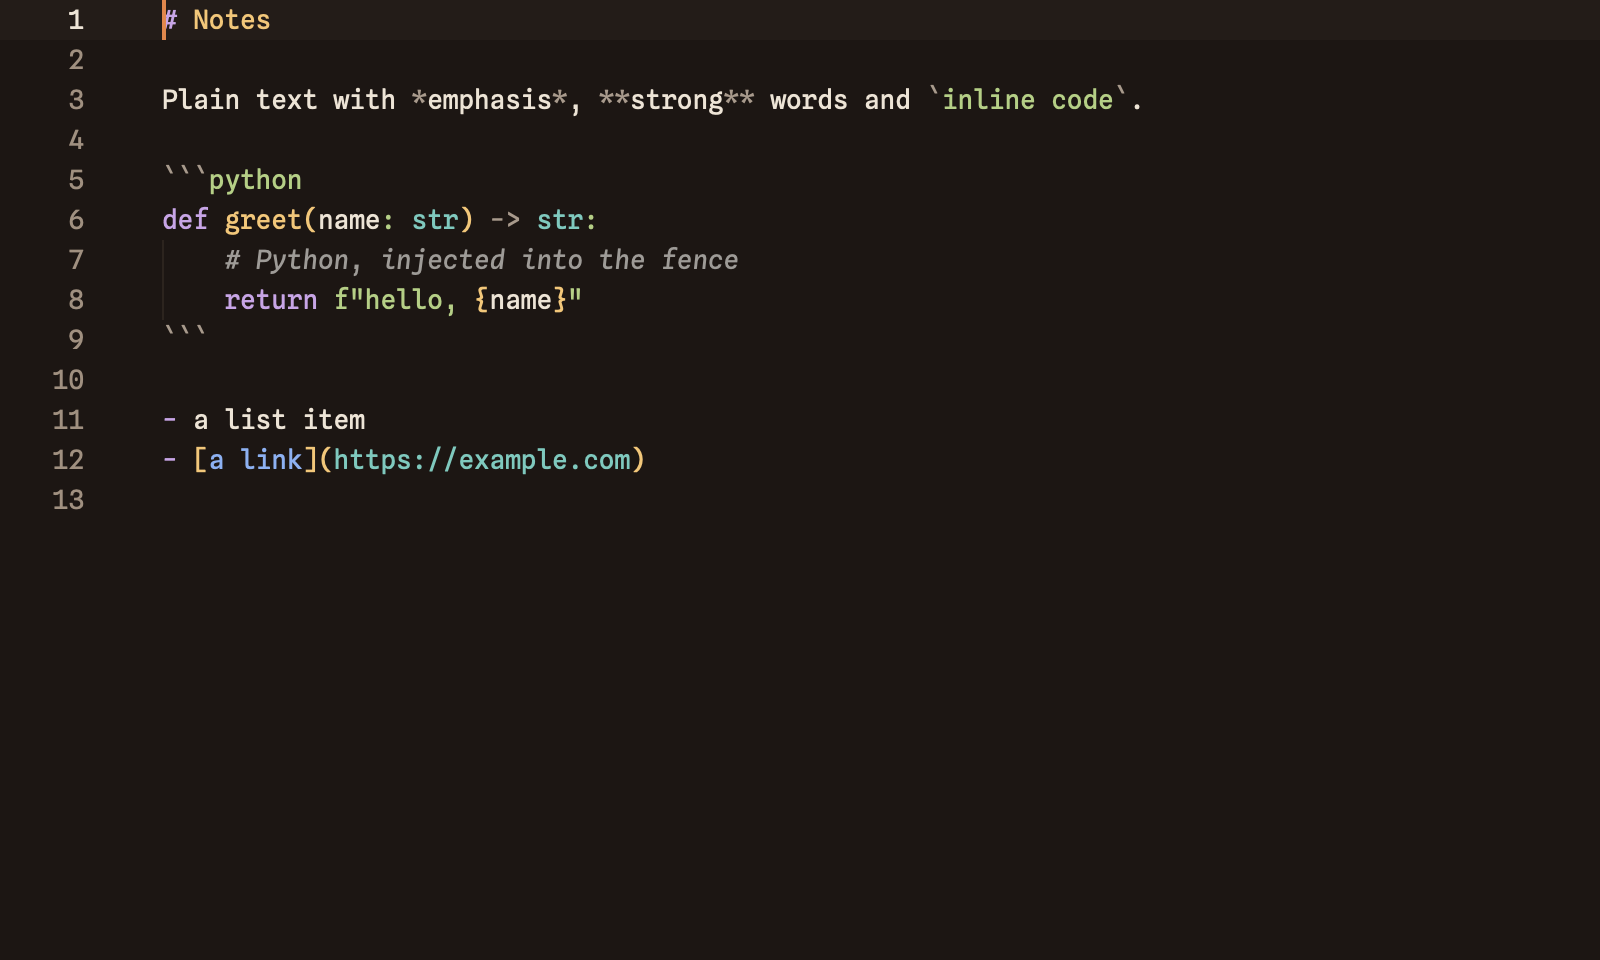 1 # Notes
2
3 Plain text with *emphasis*, **strong** words and `inline code`.
4
5 ```python
6 def greet(name: str) -> str:
7     # Python, injected into the fence
8     return f"hello, {name}"
9 ```
10
11 - a list item
12 - [a link](https://example.com)
13